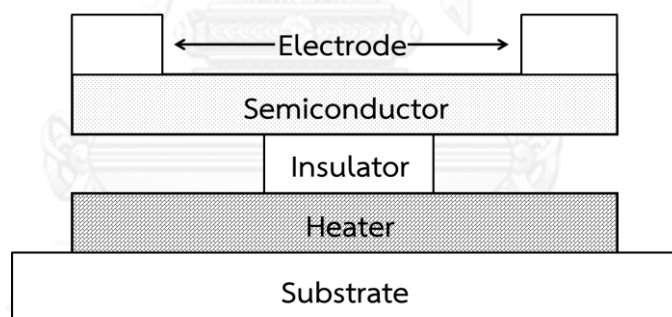 Electrode
Semiconductor
Insulator
Heater
Substrate